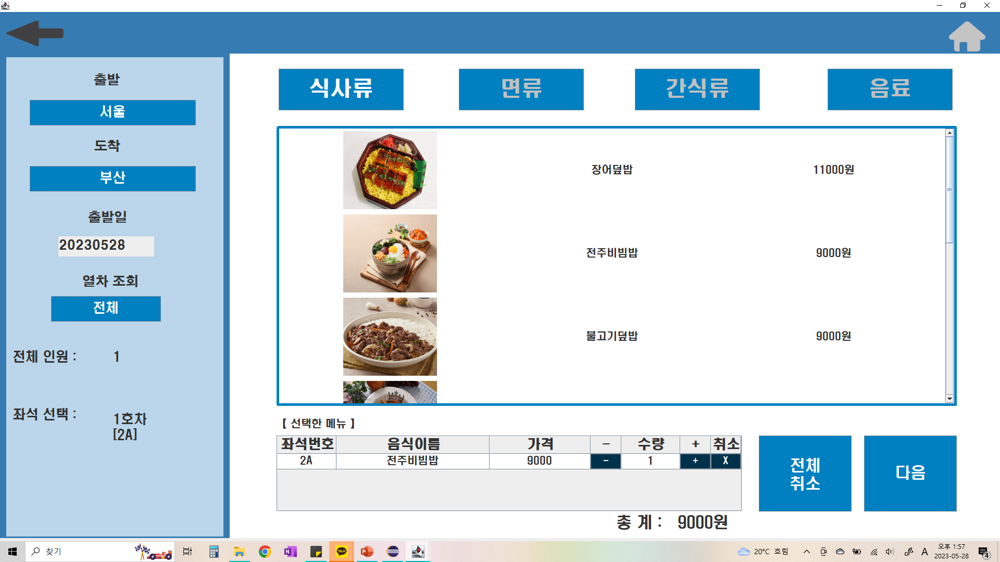 출발
서울
도착
부산
출발일
20230528
열차 조회
전체
전체 인원 : 1
좌석 선택 : 1호차
[2A]
식사류 면류 간식류 음료
장어덮밥 11000원
전주비빔밥 9000원
불고기덮밥 9000원
【 선택한 메뉴 】
좌석번호 음식이름 가격 - 수량 + 취소
2A 전주비빔밥 9000 - 1 + X
전체
취소
다음
총 계 : 9000원
찾기
20°C 흐림
A
오후 1:57
2023-05-28
4
N
TALK
P